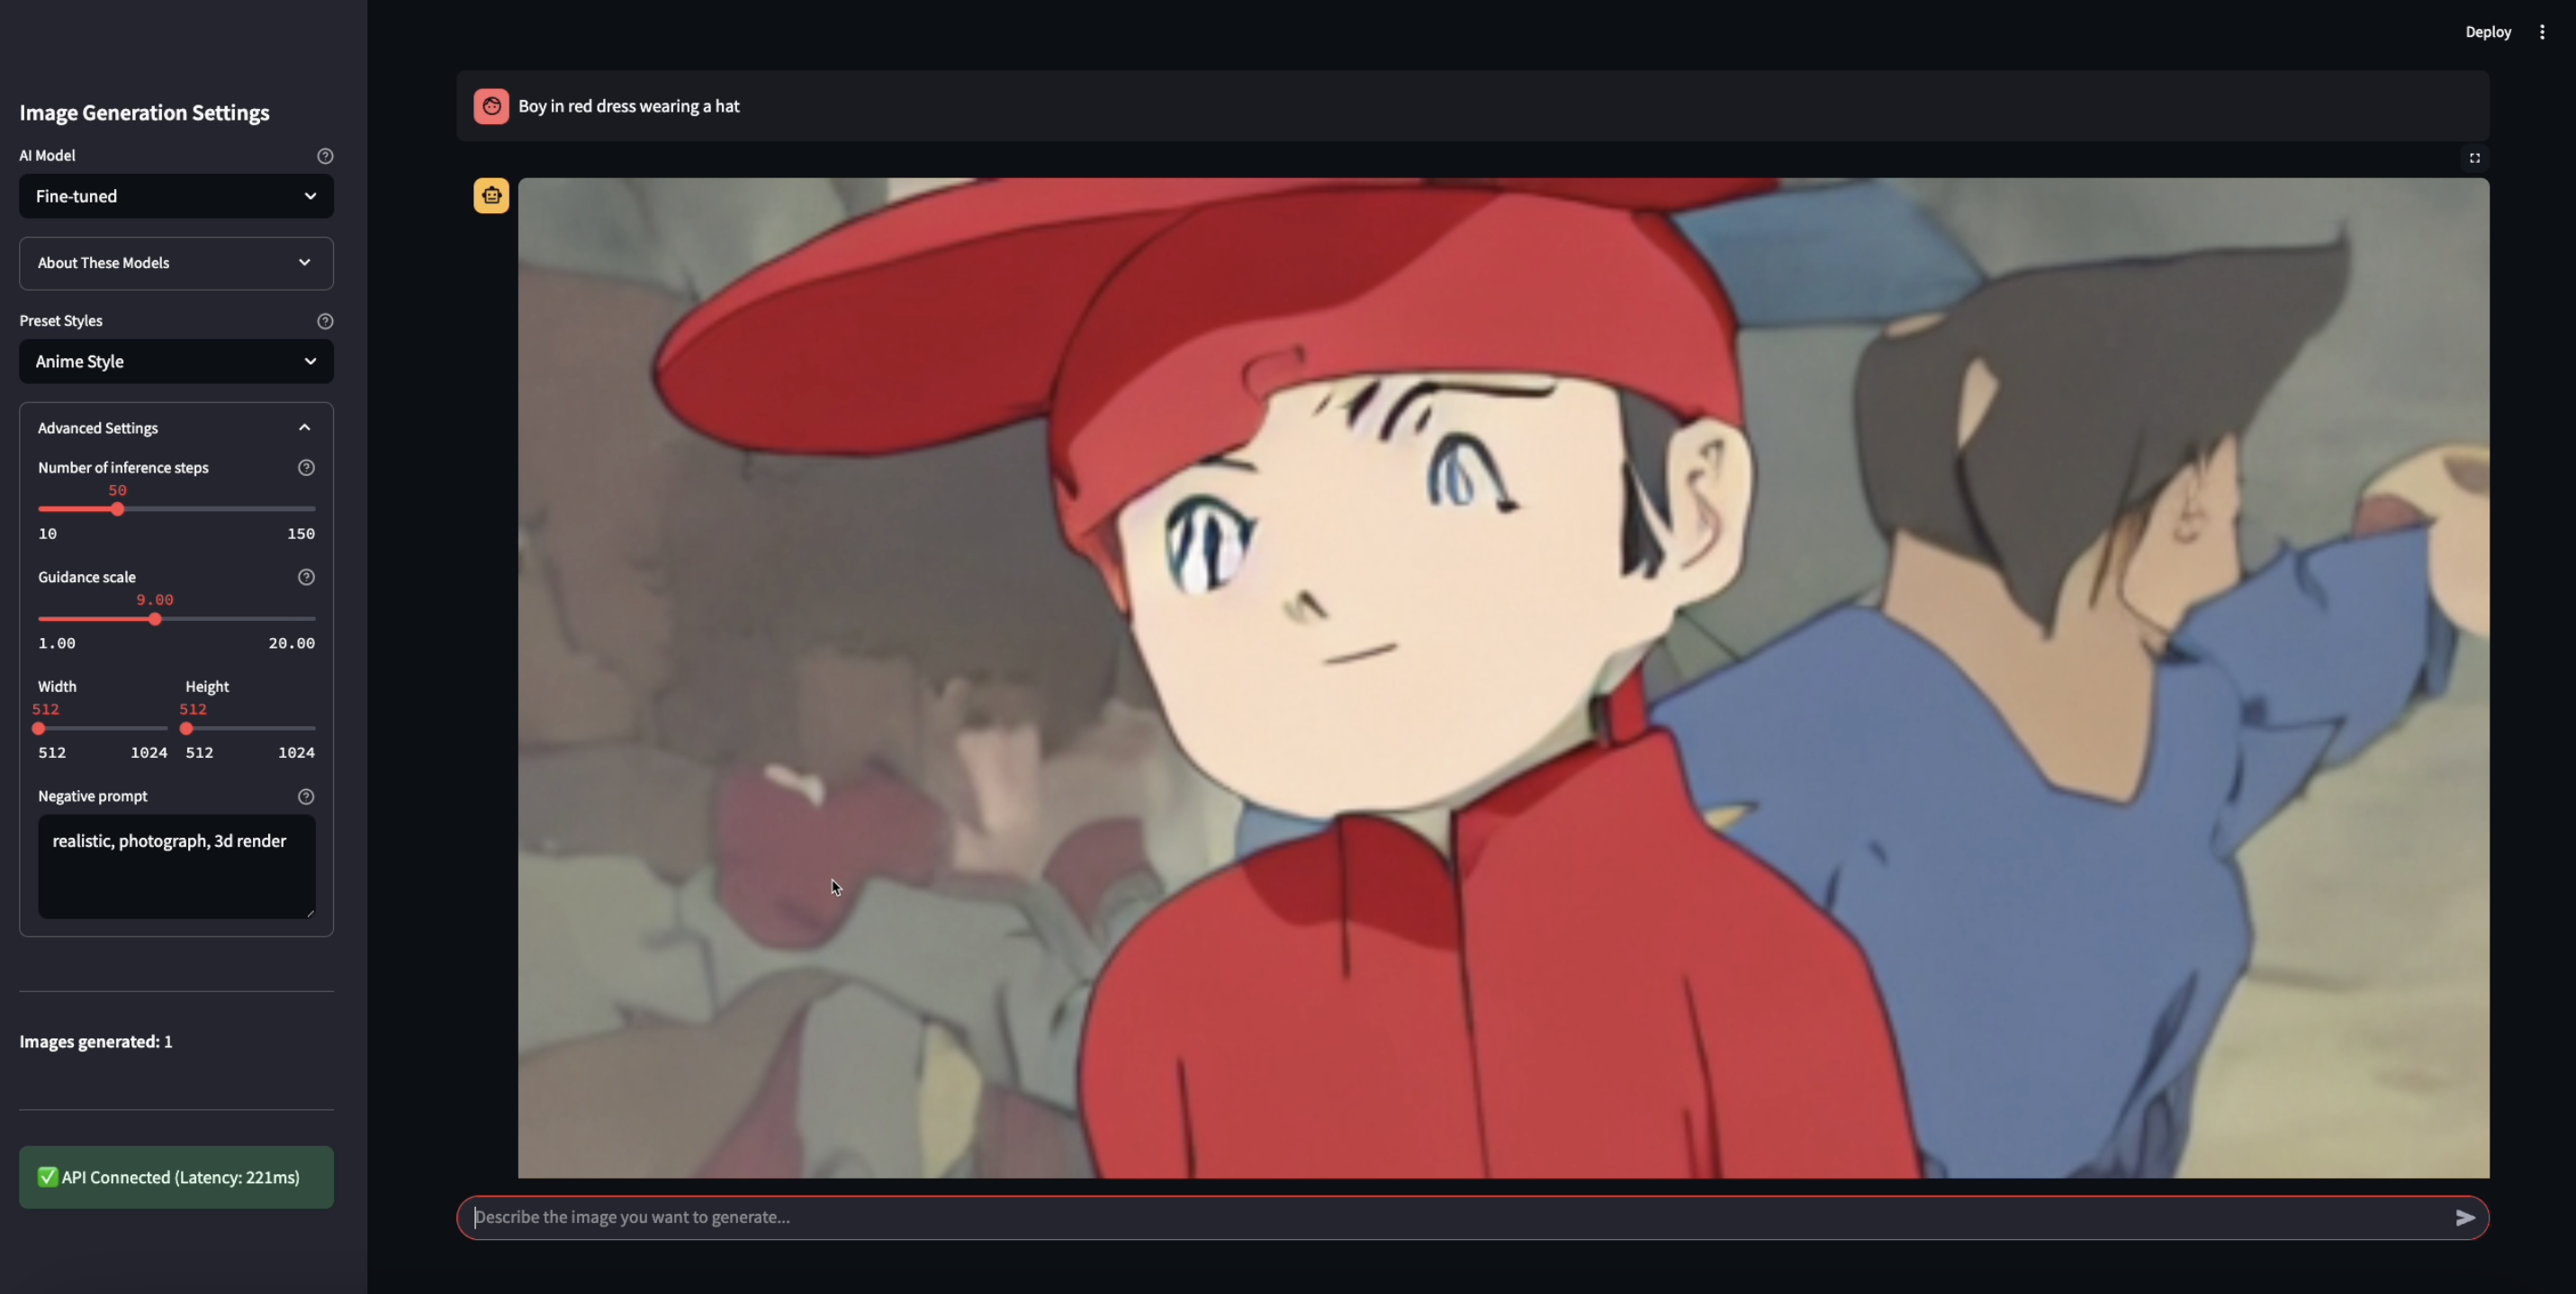 Deploy
Image Generation Settings
AI Model
Fine-tuned
About These Models
Preset Styles
Anime Style
Advanced Settings
Number of inference steps
50
10 150
Guidance scale
9.00
1.00 20.00
Width Height
512 512
512 1024 512 1024
Negative prompt
realistic, photograph, 3d render
Images generated: 1
API Connected (Latency: 221ms)
Boy in red dress wearing a hat
Describe the image you want to generate...